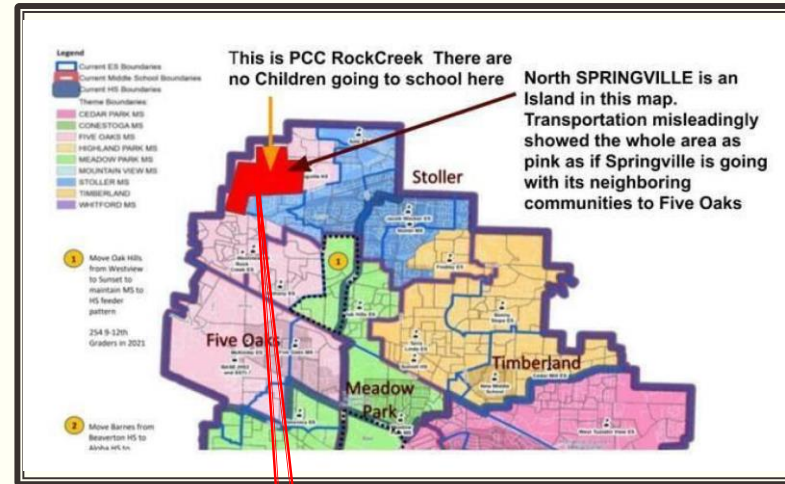 Legend
Current ES Boundaries
Current Middle School Boundaries
Current HS Boundaries
Theme Boundaries:
CEDAR PARK MS
CONESTOGA MS
FIVE OAKS MS
HIGHLAND PARK MS
MEADOW PARK MS
MOUNTAIN VIEW MS
STOLLER MS
TIMBERLAND
WHITFORD MS
This is PCC RockCreek There are
no Children going to school here
North SPRINGVILLE is an
Island in this map.
Transportation misleadingly
showed the whole area as
pink as if Springville is going
with its neighboring
communities to Five Oaks
Stoller
1
Move Oak Hills
from Westview
to Sunset to
maintain MS to
HS feeder
pattern
254 9-12th
Graders in 2021
1
Findley ES
Five Oaks
Timberland
New Middle
School
Meadow
Park
2
Move Barnes from
Beaverton HS to
Aloha HS to